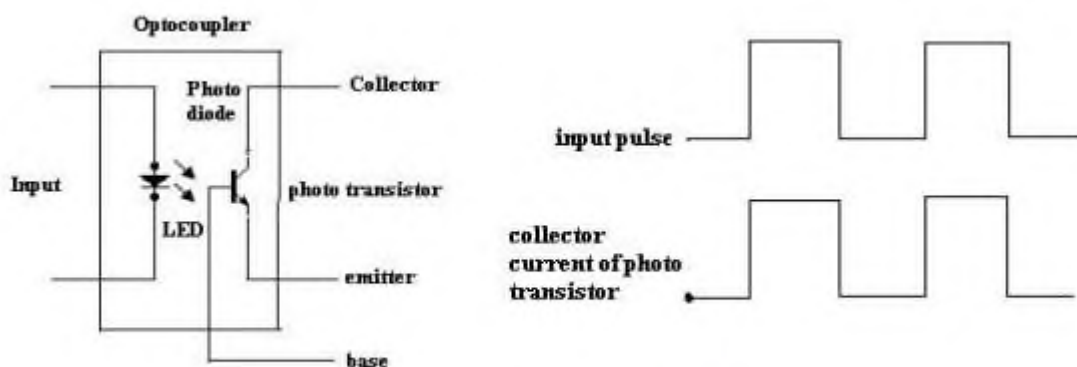 Optocoupler
Photo
diode
Collector
Input
LED
photo transistor
emitter
base
input pulse
collector
current of photo
transistor